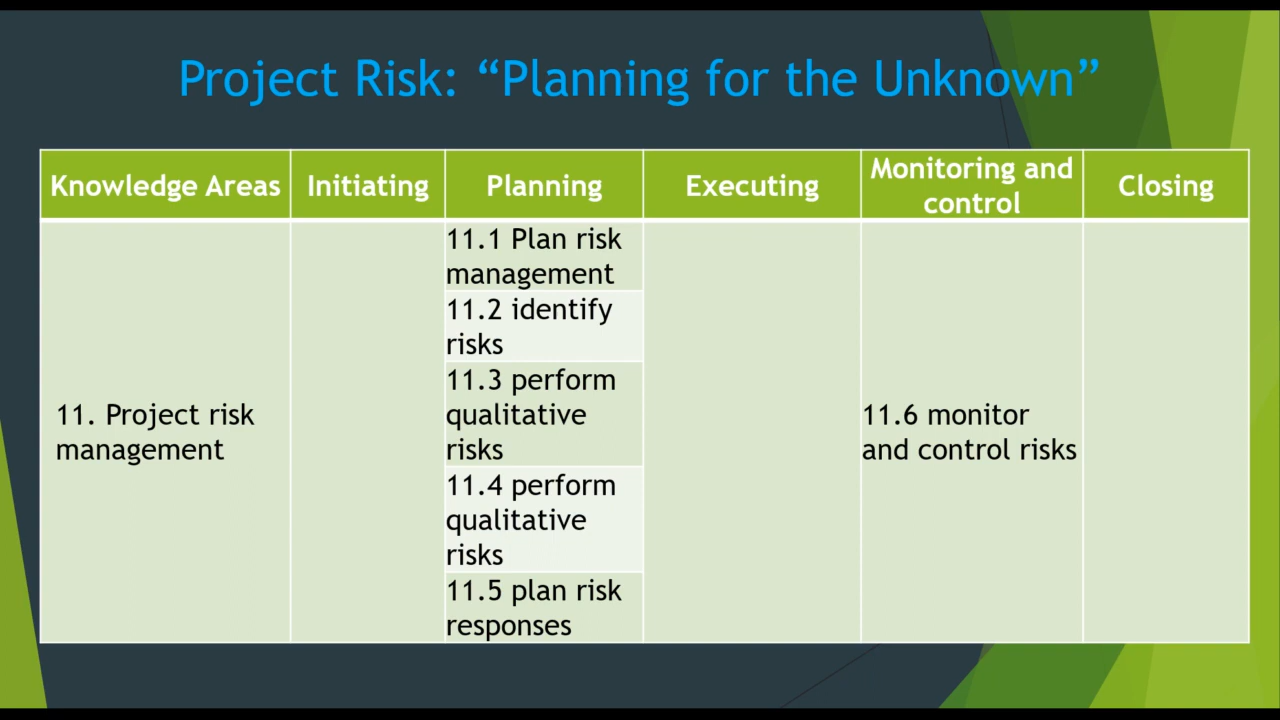 Project Risk: “Planning for the Unknown”
Knowledge Areas
Initiating
Planning
Executing
Monitoring and
control
Closing
11. Project risk
management
11.1 Plan risk
management
11.2 identify
risks
11.3 perform
qualitative
risks
11.4 perform
qualitative
risks
11.5 plan risk
responses
11.6 monitor
and control risks